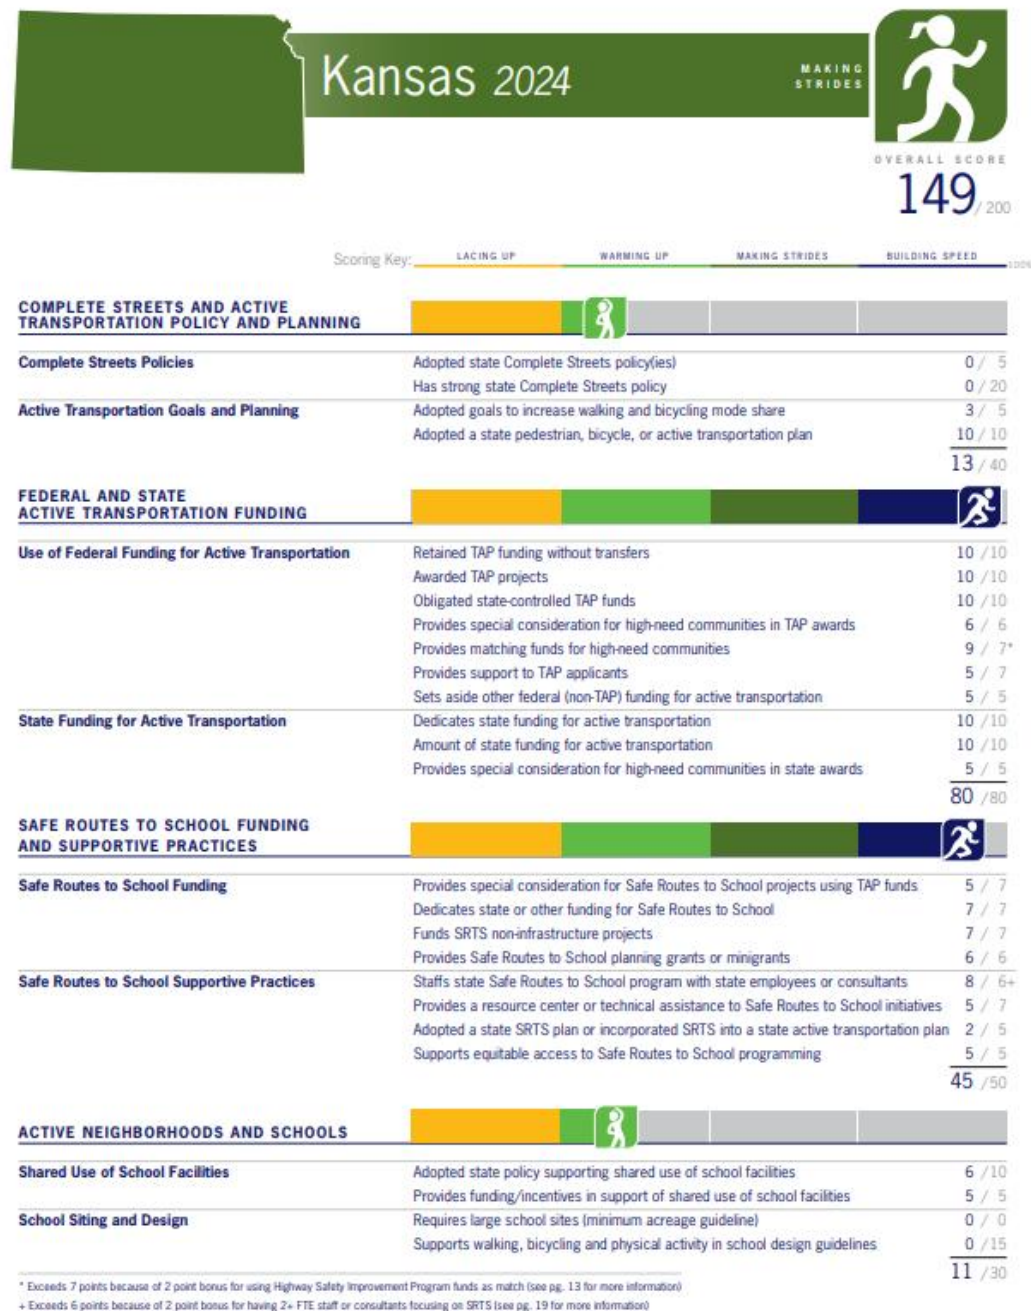 Kansas 2024
MAKING
STRIDES
OVERALL SCORE
149 / 200
Scoring Key: LACING UP WARMING UP MAKING STRIDES BUILDING SPEED 100%
COMPLETE STREETS AND ACTIVE
TRANSPORTATION POLICY AND PLANNING
Complete Streets Policies Adopted state Complete Streets policy(ies) 0 / 5
Has strong state Complete Streets policy 0 / 20
Active Transportation Goals and Planning Adopted goals to increase walking and bicycling mode share 3 / 5
Adopted a state pedestrian, bicycle, or active transportation plan 10 / 10
13 / 40
FEDERAL AND STATE
ACTIVE TRANSPORTATION FUNDING
Use of Federal Funding for Active Transportation Retained TAP funding without transfers 10 / 10
Awarded TAP projects 10 / 10
Obligated state-controlled TAP funds 10 / 10
Provides special consideration for high-need communities in TAP awards 6 / 6
Provides matching funds for high-need communities 9 / 7*
Provides support to TAP applicants 5 / 7
Sets aside other federal (non-TAP) funding for active transportation 5 / 5
State Funding for Active Transportation Dedicates state funding for active transportation 10 / 10
Amount of state funding for active transportation 10 / 10
Provides special consideration for high-need communities in state awards 5 / 5
80 / 80
SAFE ROUTES TO SCHOOL FUNDING
AND SUPPORTIVE PRACTICES
Safe Routes to School Funding Provides special consideration for Safe Routes to School projects using TAP funds 5 / 7
Dedicates state or other funding for Safe Routes to School 7 / 7
Funds SRTS non-infrastructure projects 7 / 7
Provides Safe Routes to School planning grants or minigrants 6 / 6
Safe Routes to School Supportive Practices Staffs state Safe Routes to School program with state employees or consultants 8 / 6+
Provides a resource center or technical assistance to Safe Routes to School initiatives 5 / 7
Adopted a state SRTS plan or incorporated SRTS into a state active transportation plan 2 / 5
Supports equitable access to Safe Routes to School programming 5 / 5
45 / 50
ACTIVE NEIGHBORHOODS AND SCHOOLS
Shared Use of School Facilities Adopted state policy supporting shared use of school facilities 6 / 10
Provides funding/incentives in support of shared use of school facilities 5 / 5
School Siting and Design Requires large school sites (minimum acreage guideline) 0 / 0
Supports walking, bicycling and physical activity in school design guidelines 0 / 15
11 / 30
* Exceeds 7 points because of 2 point bonus for using Highway Safety Improvement Program funds as match (see pg. 13 for more information)
+ Exceeds 6 points because of 2 point bonus for having 2+ FTE staff or consultants focusing on SRTS (see pg. 19 for more information)